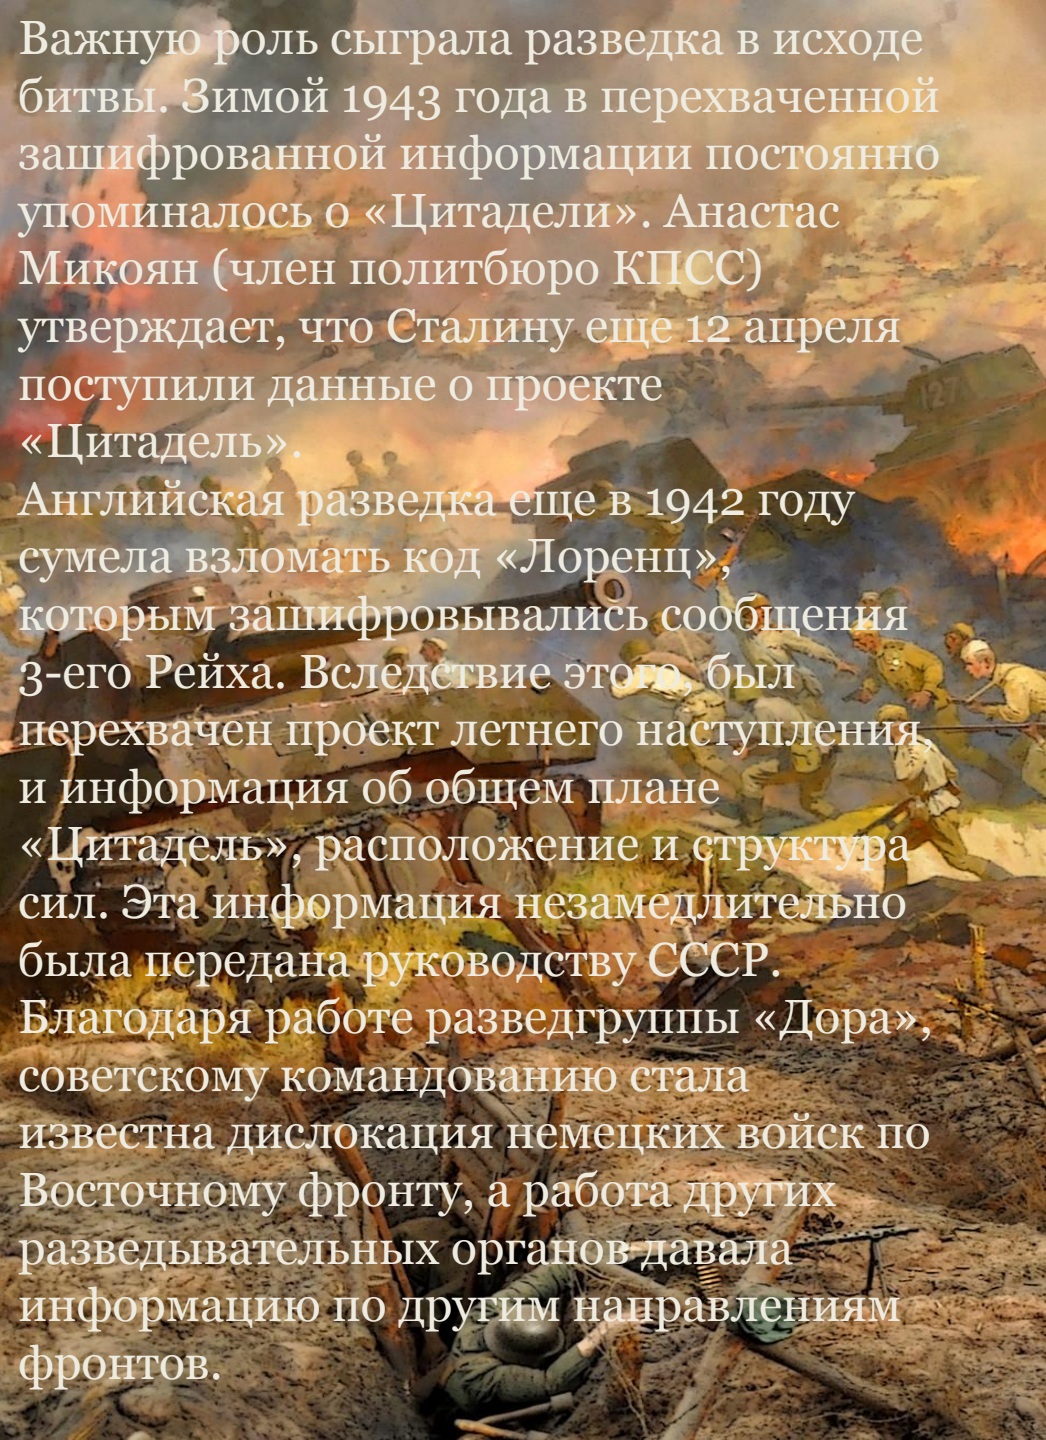 Важную роль сыграла разведка в исходе
битвы. Зимой 1943 года в перехваченной
зашифрованной информации постоянно
упоминалось о «Цитадели». Анастас
Микоян (член политбюро КПСС)
утверждает, что Сталину еще 12 апреля
поступили данные о проекте
«Цитадель».
Английская разведка еще в 1942 году
сумела взломать код «Лоренц»,
которым зашифровывались сообщения
3-его Рейха. Вследствие этого, был
перехвачен проект летнего наступления,
и информация об общем плане
«Цитадель», расположение и структура
сил. Эта информация незамедлительно
была передана руководству СССР.
Благодаря работе разведгруппы «Дора»,
советскому командованию стала
известна дислокация немецких войск по
Восточному фронту, а работа других
разведывательных органов давала
информацию по другим направлениям
фронтов.
127